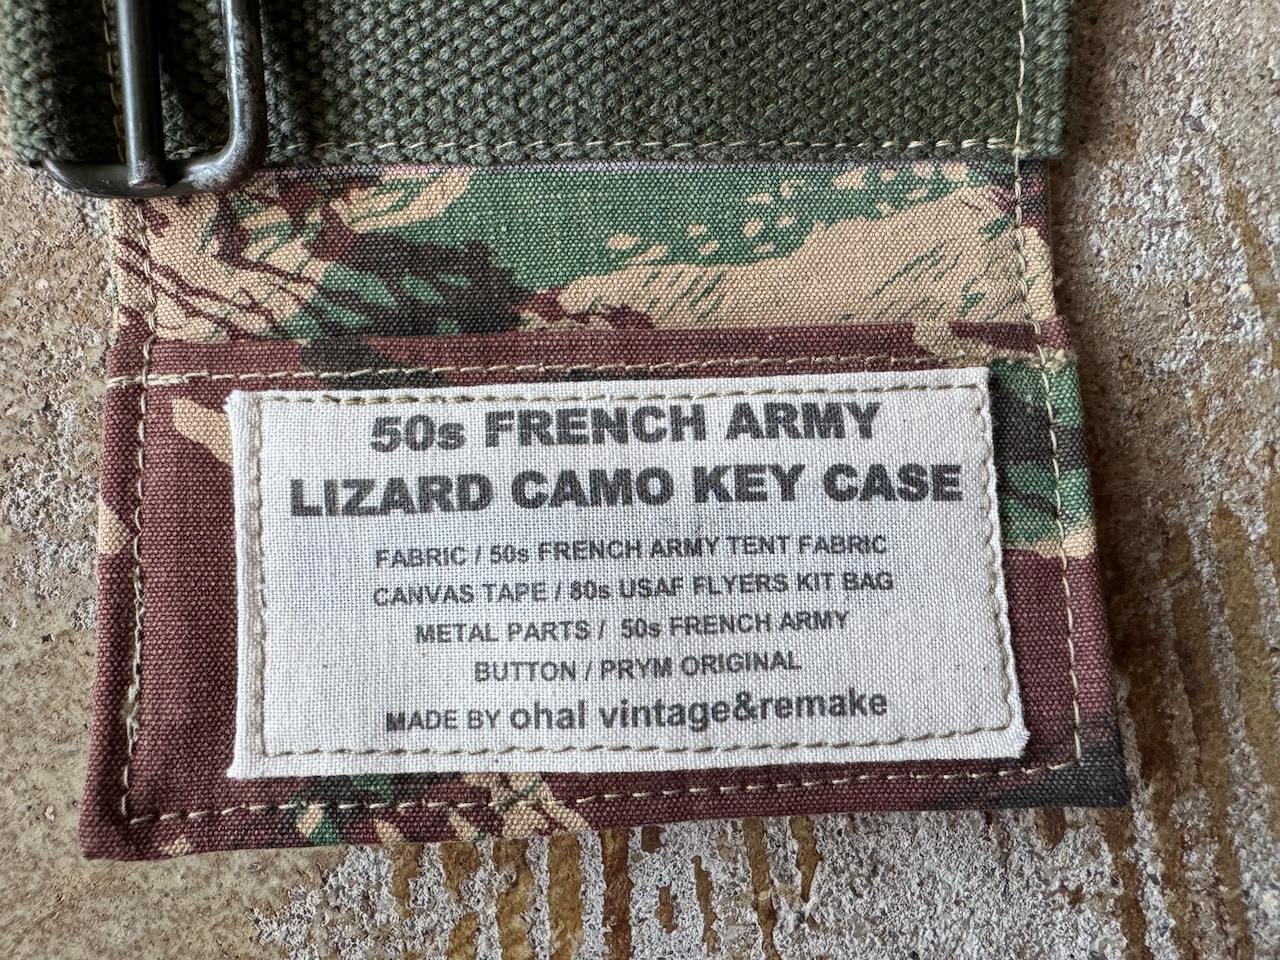 50s FRENCH ARMY
LIZARD CAMO KEY CASE
FABRIC / 50s FRENCH ARMY TENT FABRIC
CANVAS TAPE / 80s USAF FLYERS KIT BAG
METAL PARTS / 50s FRENCH ARMY
BUTTON / PRYM ORIGINAL
MADE BY ohal vintage&remake